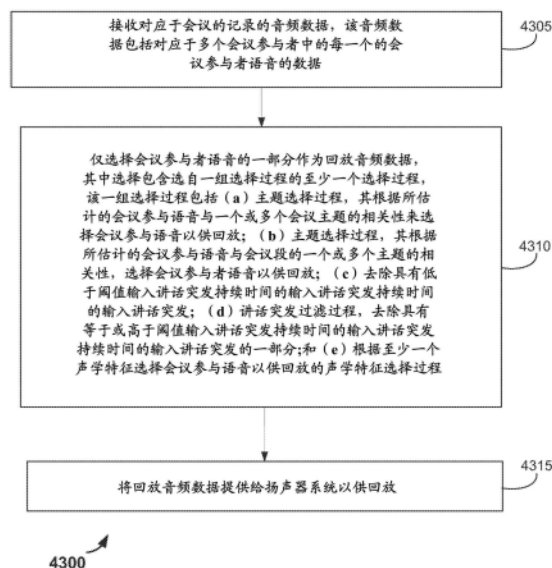 接收对应于会议的记录的音频数据，该音频数
据包括对应于多个会议参与者中的每一个的会
议参与者语音的数据
4305
仅选择会议参与者语音的一部分作为回放音频数据，
其中选择包含选自一组选择过程的至少一个选择过程，
该一组选择过程包括（a）主题选择过程，其根据所估
计的会议参与语音与一个或多个会议主题的相关性来选
择会议参与与语音以供回放；（b）主题选择过程，其根据
所估计的会议参与语音与会议段的一个或多个主题的相
关性，选择会议参与者语音以供回放；（c）去除具有低
于阈值输入讲话突发持续时间的输入讲话突发持续时间
的输入讲话突发；（d）讲话突发过滤过程，去除具有
等于或高于阈值输入讲话突发持续时间的输入讲话突发
持续时间的输入讲话突发的一部分;和（e）根据至少一个
声学特征选择会议参与语音以供回放的声学特征选择过程
4310
将回放音频数据提供给扬声器系统以供回放
4315
4300